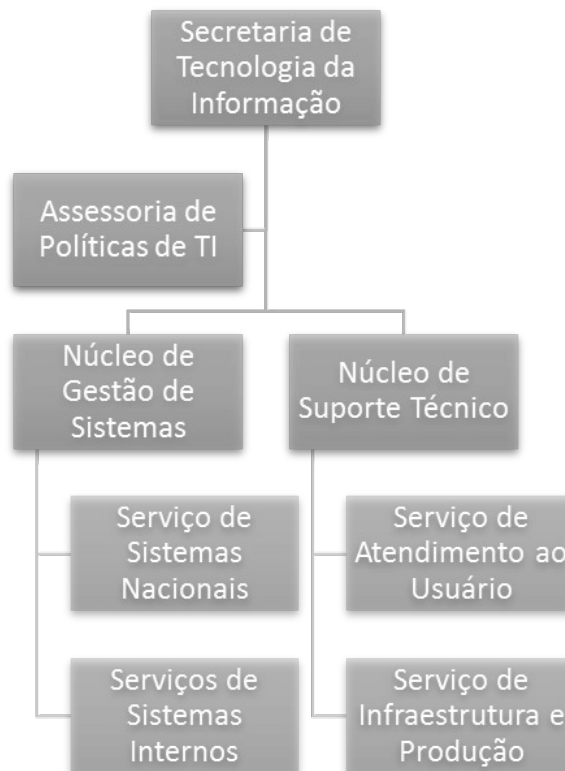 Secretaria de
Tecnologia da
Informação
Assessoria de
Políticas de TI
Núcleo de
Gestão de
Sistemas
Núcleo de
Suporte Técnico
Serviço de
Sistemas
Nacionais
Serviço de
Atendimento ao
Usuário
Serviços de
Sistemas
Internos
Serviço de
Infraestrutura e
Produção